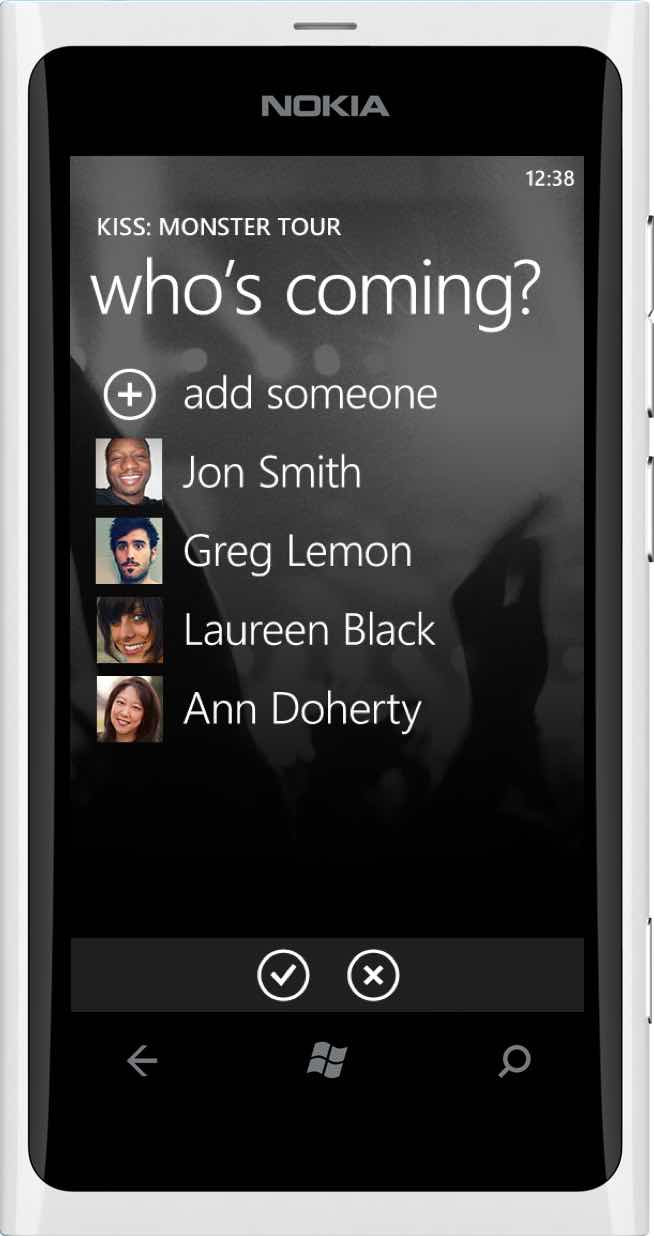 NOKIA
12:38
KISS: MONSTER TOUR
who’s coming?
add someone
Jon Smith
Greg Lemon
Laureen Black
Ann Doherty